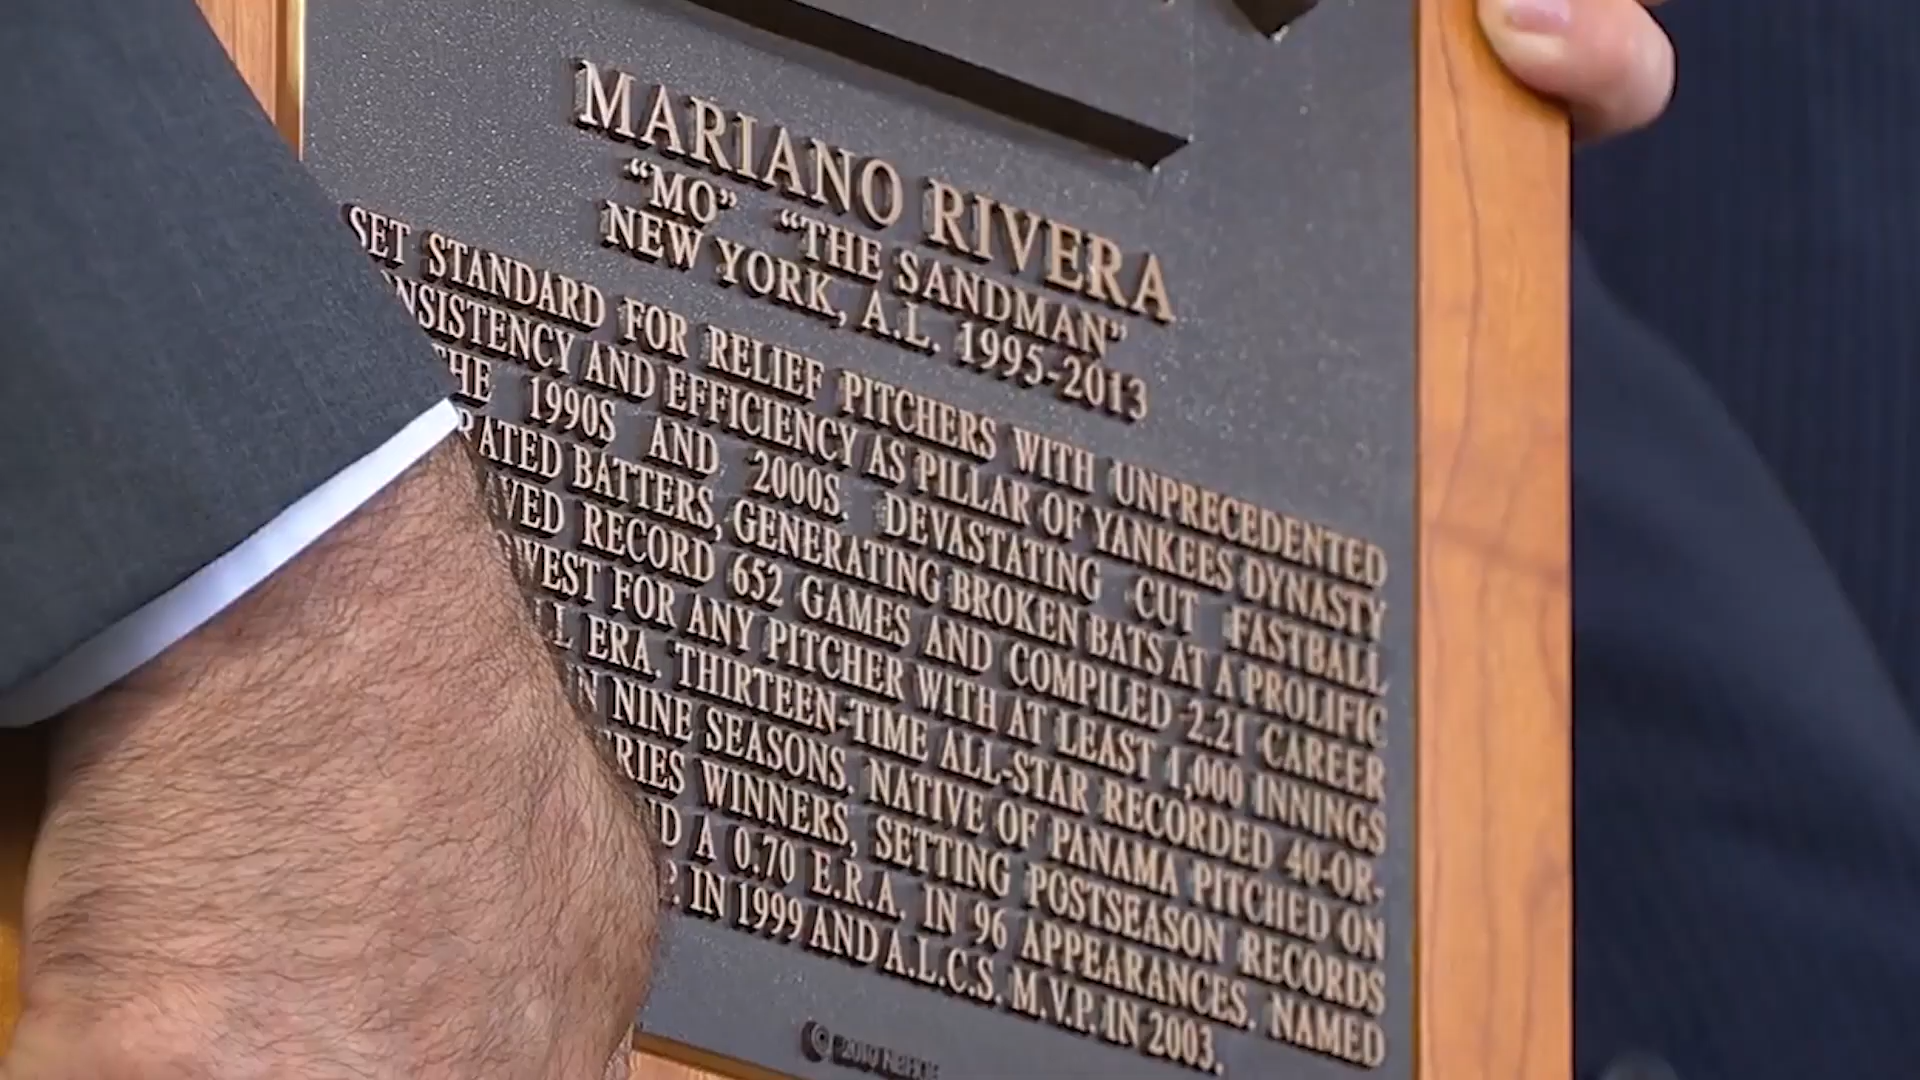 MARIANO RIVERA
“MO” “THE SANDMAN”
NEW YORK, A.L. 1995-2013
SET STANDARD FOR RELIEF PITCHERS WITH UNPRECEDENTED
NSISTENCY AND EFFICIENCY AS PILLAR OF YANKEES DYNASTY
HE 1990S AND 2000S. DEVASTATING CUT FASTBALL
RATED BATTERS, GENERATING BROKEN BATS AT A PROLIFIC
VED RECORD 652 GAMES AND COMPILED 2.21 CAREER
WEST FOR ANY PITCHER WITH AT LEAST 1,000 INNINGS
L ERA. THIRTEEN-TIME ALL-STAR RECORDED 40-OR-
N NINE SEASONS. NATIVE OF PANAMA PITCHED ON
RIES WINNERS, SETTING POSTSEASON RECORDS
D A 0.70 E.R.A. IN 96 APPEARANCES. NAMED
P. IN 1999 AND A.L.C.S. M.V.P. IN 2003.